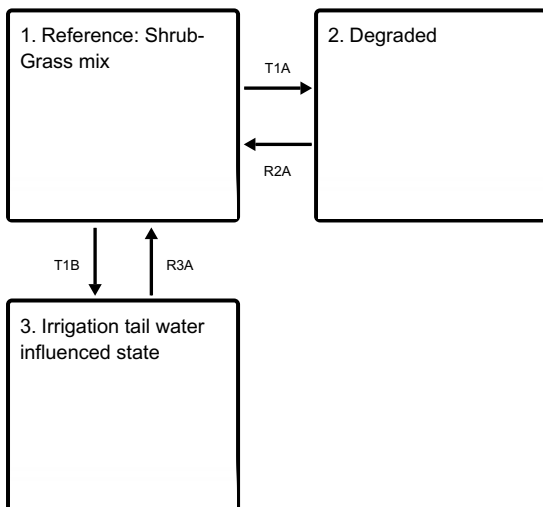 1. Reference: Shrub-
Grass mix
2. Degraded
T1A
R2A
T1B
R3A
3. Irrigation tail water
influenced state